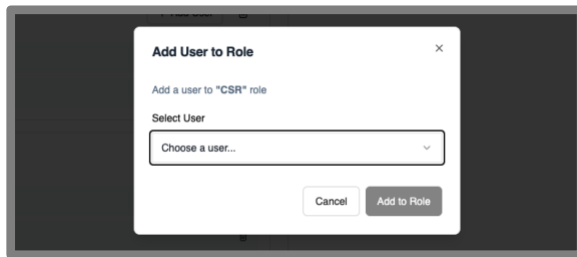 Add User to Role
Add a user to "CSR" role
Select User
Choose a user...
Cancel
Add to Role